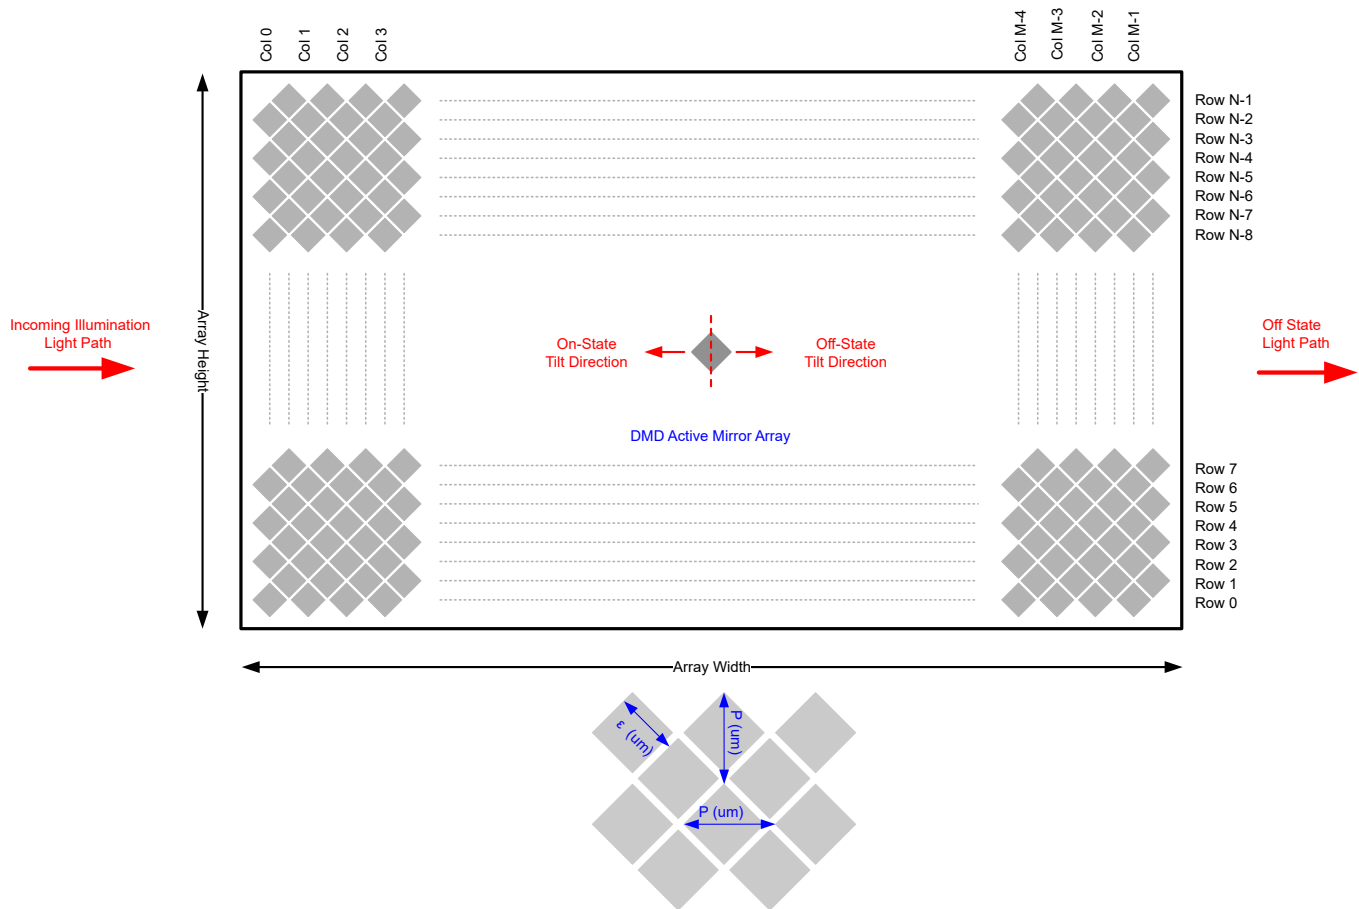 Col 0
Col 1
Col 2
Col 3
Col M-4
Col M-3
Col M-2
Col M-1
Row N-1
Row N-2
Row N-3
Row N-4
Row N-5
Row N-6
Row N-7
Row N-8
Incoming Illumination
Light Path
Array Height
On-State
Tilt Direction
Off-State
Tilt Direction
Off State
Light Path
DMD Active Mirror Array
Row 7
Row 6
Row 5
Row 4
Row 3
Row 2
Row 1
Row 0
Array Width
ε (um)
P (um)
P (um)